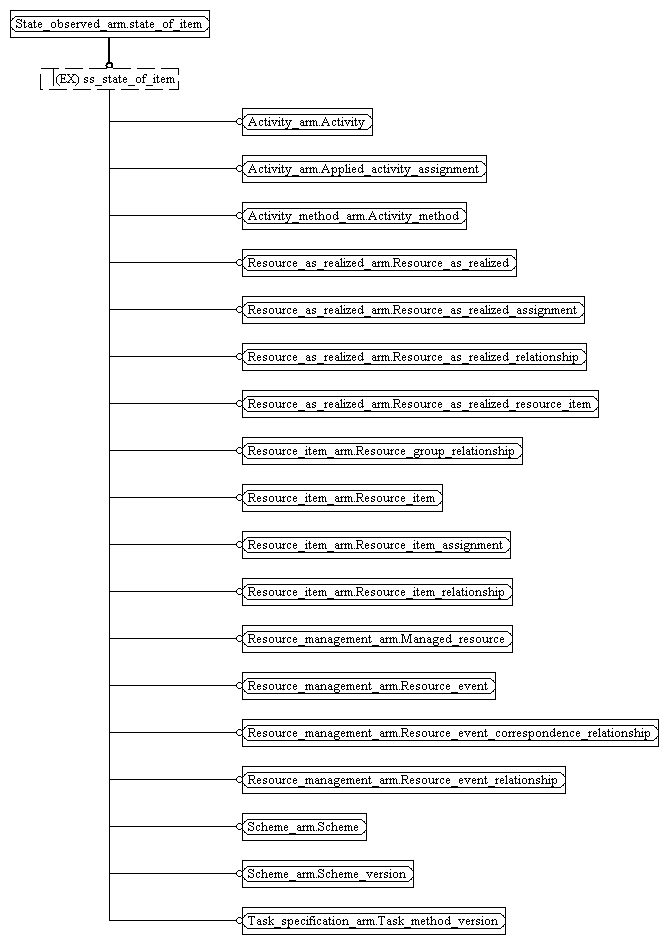 State_observed_arm.state_of_item
(EX) ss_state_of_item
Activity_arm.Activity
Activity_arm.Applied_activity_assignment
Activity_method_arm.Activity_method
Resource_as_realized_arm.Resource_as_realized
Resource_as_realized_arm.Resource_as_realized_assignment
Resource_as_realized_arm.Resource_as_realized_relationship
Resource_as_realized_arm.Resource_as_realized_resource_item
Resource_item_arm.Resource_group_relationship
Resource_item_arm.Resource_item
Resource_item_arm.Resource_item_assignment
Resource_item_arm.Resource_item_relationship
Resource_management_arm.Managed_resource
Resource_management_arm.Resource_event
Resource_management_arm.Resource_event_correspondence_relationship
Resource_management_arm.Resource_event_relationship
Scheme_arm.Scheme
Scheme_arm.Scheme_version
Task_specification_arm.Task_method_version